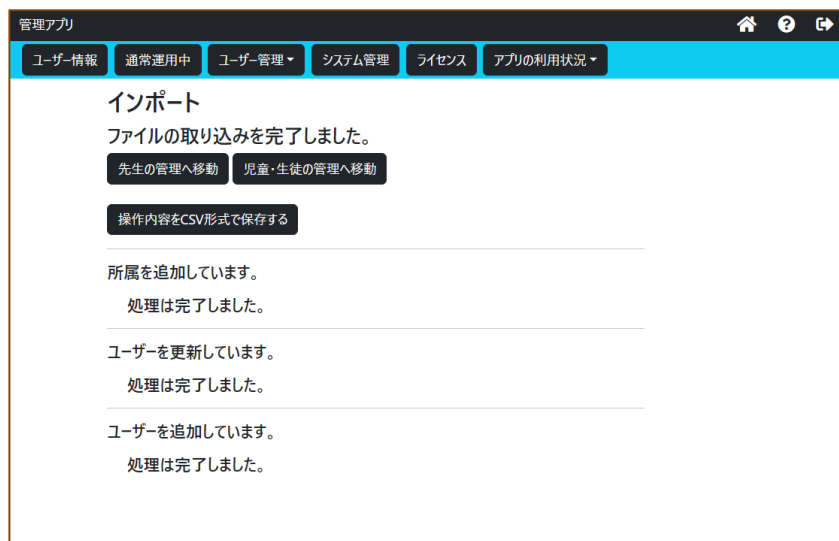 管理アプリ
ユーザー情報 通常運用中 ユーザー管理 システム管理 ライセンス アプリの利用状況
インポート
ファイルの取り込みを完了しました。
先生の管理へ移動 児童・生徒の管理へ移動
操作内容をCSV形式で保存する
所属を追加しています。
処理は完了しました。
ユーザーを更新しています。
処理は完了しました。
ユーザーを追加しています。
処理は完了しました。